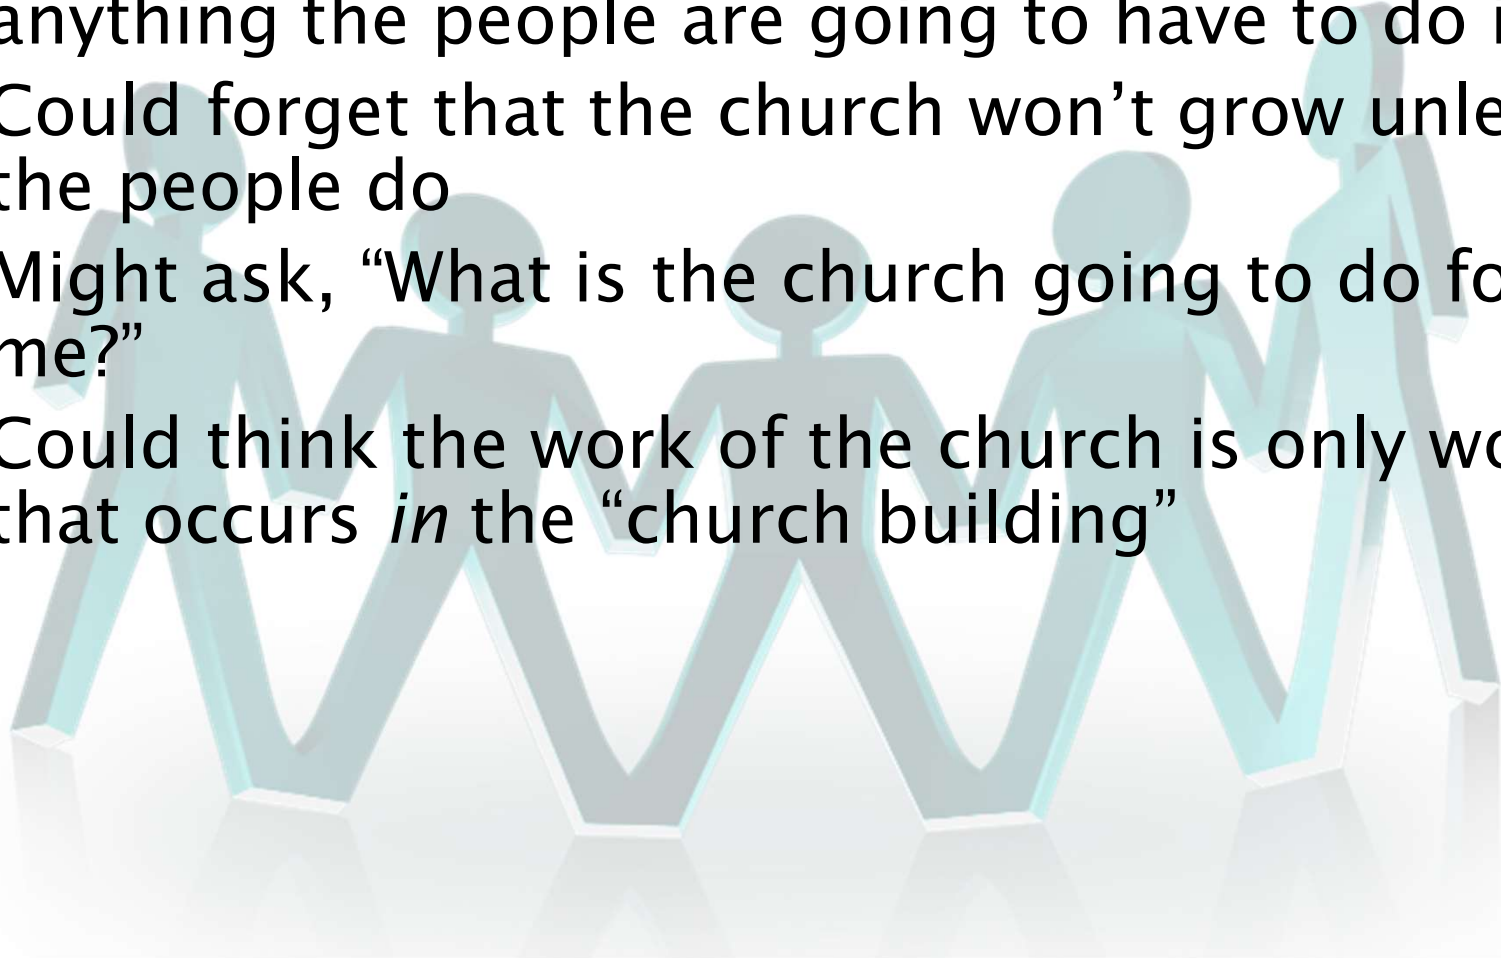 anything the people are going to have to do
Could forget that the church won’t grow
the people do
Might ask, “What is the church going to do
me?”
Could think the work of the church is only
that occurs in the “church building”